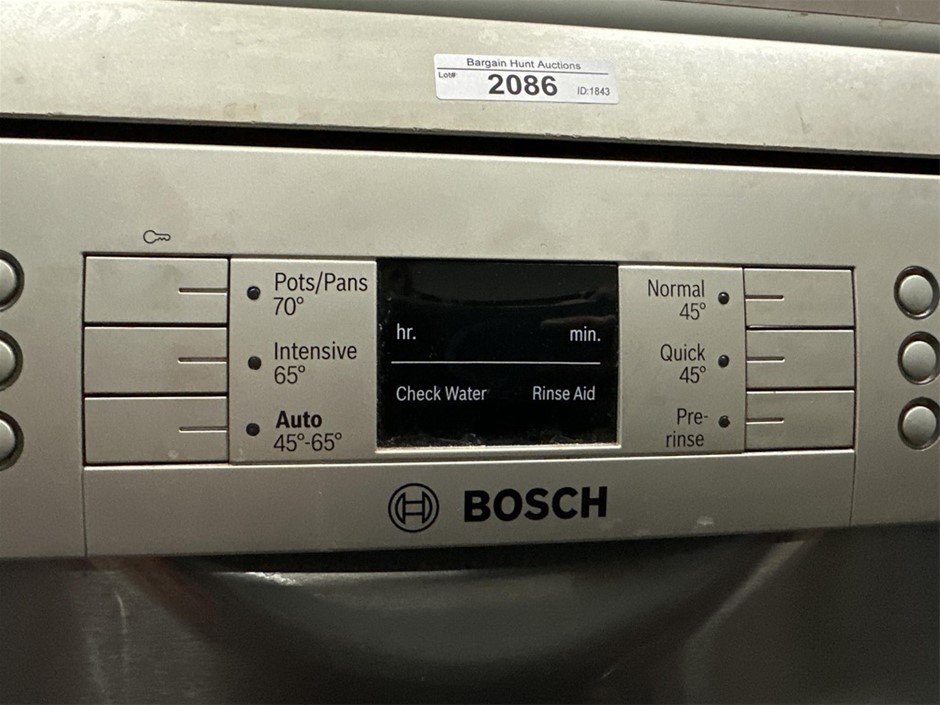 Bargain Hunt Auctions
Lot# 2086 ID:1843
Pots/Pans
70°
Intensive
65°
Auto
45°-65°
hr. min.
Check Water Rinse Aid
Normal
45°
Quick
45°
Pre-
rinse
BOSCH